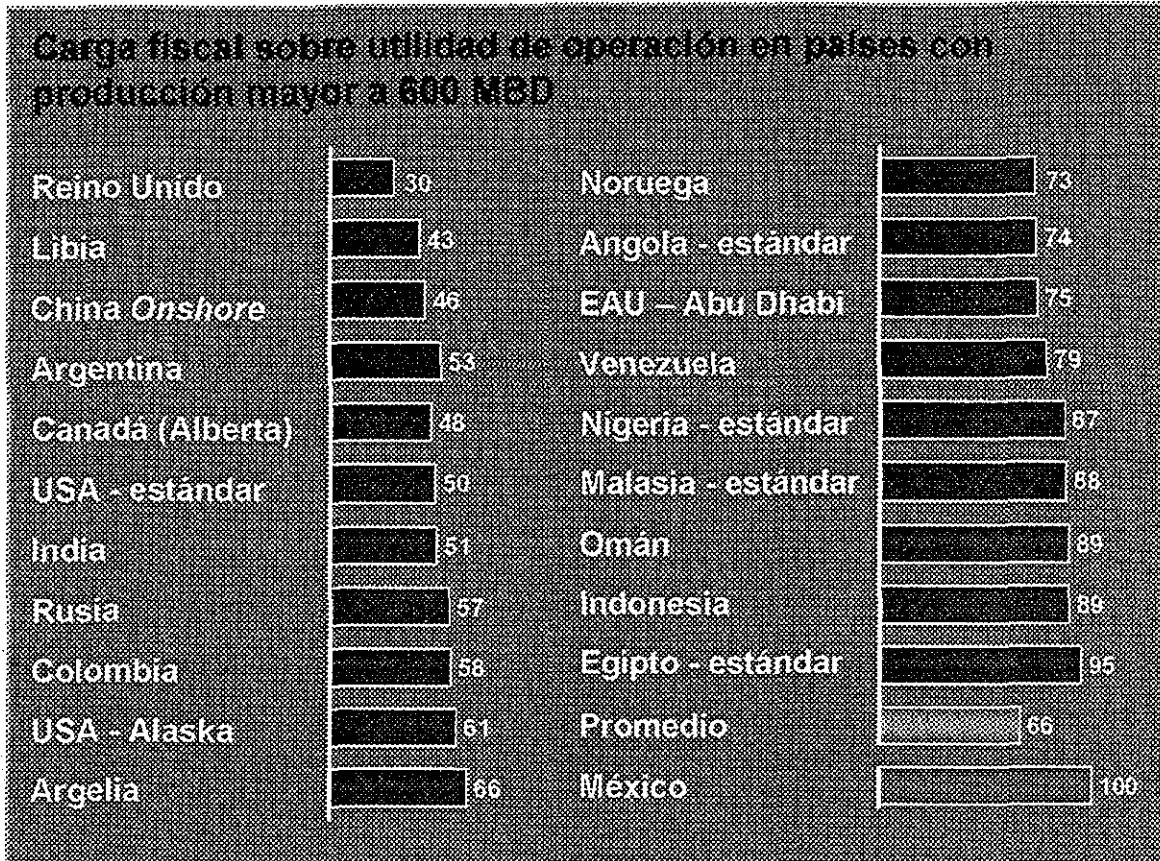 Carga fiscal sobre utilidad de operación en países con
producción mayor a 600 MBD
Reino Unido 30
Libia 43
China Onshore 46
Argentina 53
Canadá (Alberta) 48
USA - estándar 50
India 51
Rusia 57
Colombia 58
USA - Alaska 61
Argelia 66
Noruega 73
Angola - estándar 74
EAU – Abu Dhabi 75
Venezuela 79
Nigeria - estándar 87
Malasia - estándar 88
Omán 89
Indonesia 89
Egipto - estándar 95
Promedio 66
México 100